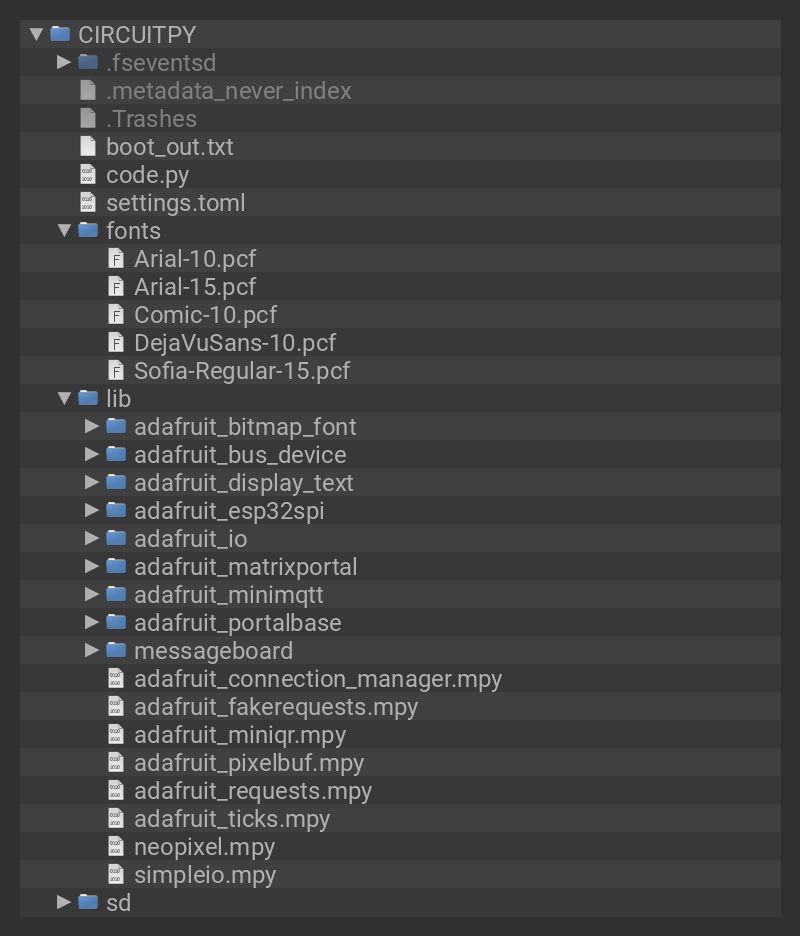 CIRCUITPY
.fseventsd
.metadata_never_index
.Trashes
boot_out.txt
code.py
settings.toml
fonts
Arial-10.pcf
Arial-15.pcf
Comic-10.pcf
DejaVuSans-10.pcf
Sofia-Regular-15.pcf
lib
adafruit_bitmap_font
adafruit_bus_device
adafruit_display_text
adafruit_esp32spi
adafruit_io
adafruit_matrixportal
adafruit_minimqtt
adafruit_portalbase
messageboard
adafruit_connection_manager.mpy
adafruit_fakerequests.mpy
adafruit_miniqr.mpy
adafruit_pixelbuf.mpy
adafruit_requests.mpy
adafruit_ticks.mpy
neopixel.mpy
simpleio.mpy
sd